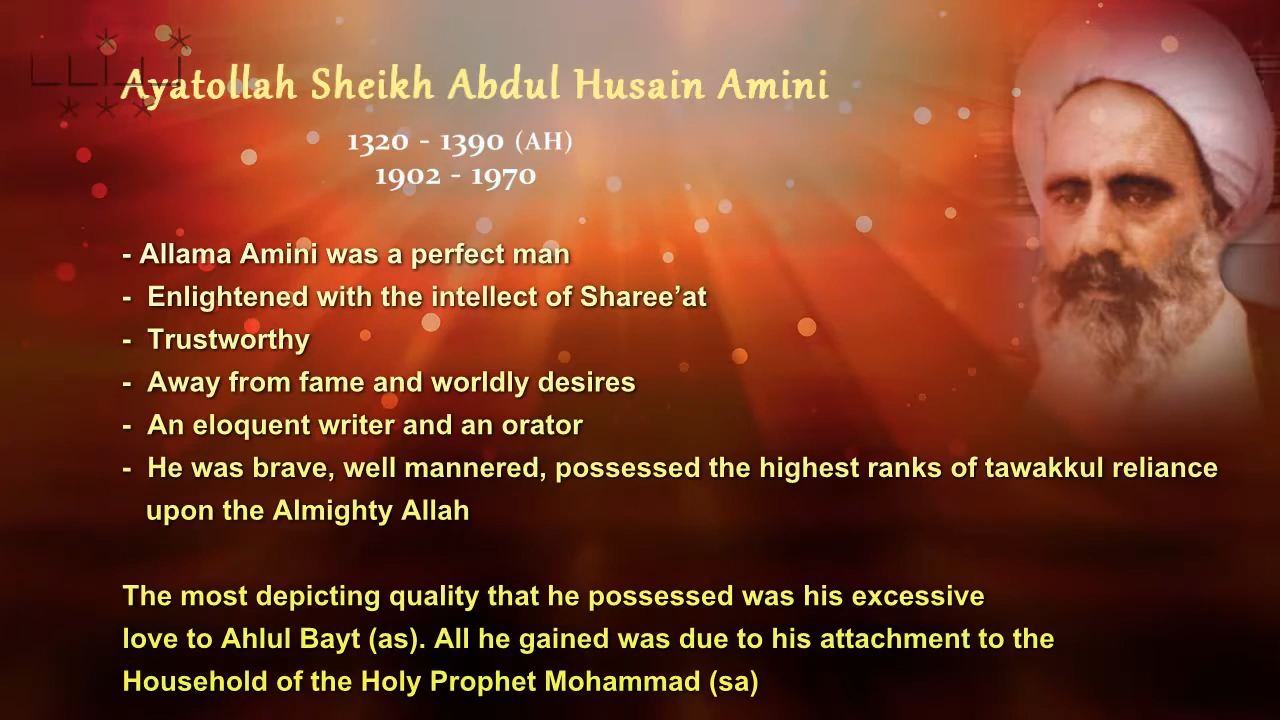 Ayatollah Sheikh Abdul Husain Amini
1320 - 1390 (AH)
1902 - 1970
- Allama Amini was a perfect man
- Enlightened with the intellect of Sharee’at
- Trustworthy
- Away from fame and worldly desires
- An eloquent writer and an orator
- He was brave, well mannered, possessed the highest ranks of tawakkul reliance
upon the Almighty Allah
The most depicting quality that he possessed was his excessive
love to Ahlul Bayt (as). All he gained was due to his attachment to the
Household of the Holy Prophet Mohammad (sa)